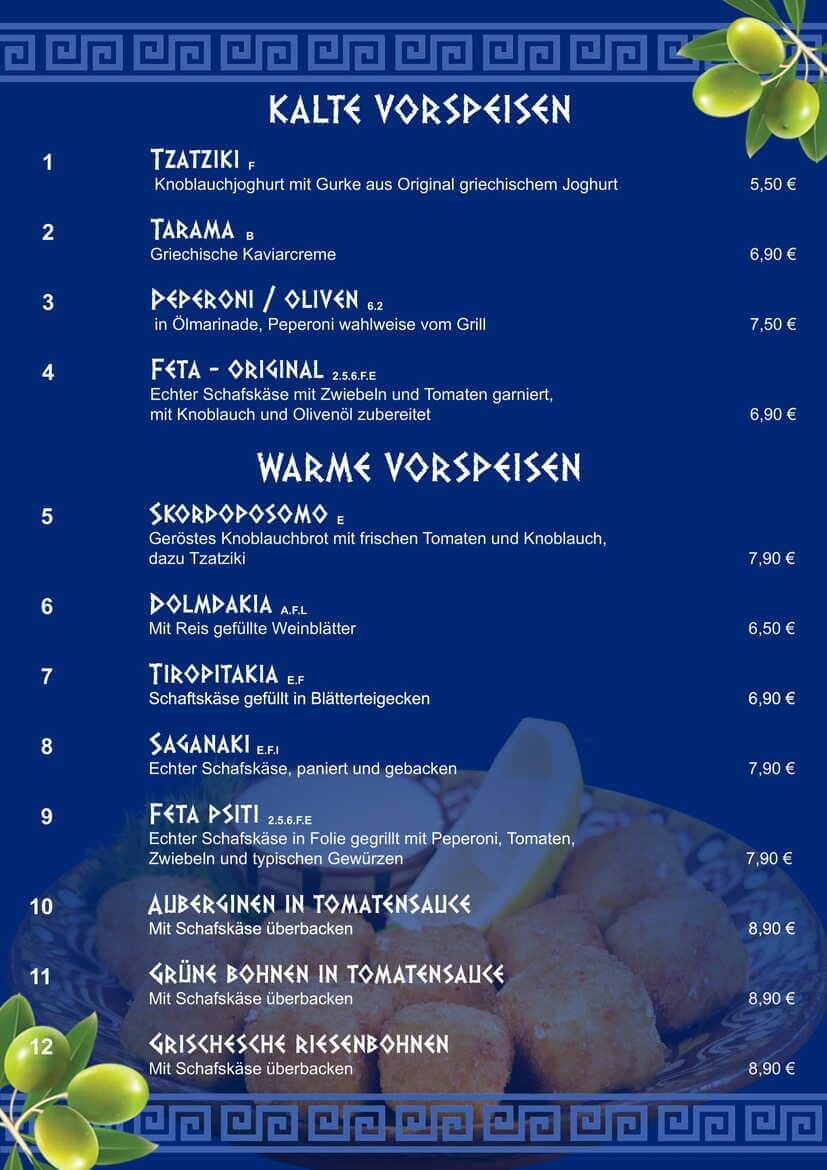 KALTE VORSPEISEN
1 TZATZIKI F
Knoblauchjoghurt mit Gurke aus Original griechischem Joghurt 5,50 €
2 TARAMA B
Griechische Kaviarcreme 6,90 €
3 PEPERONI / OLIVEN 6.2
in Ölmarinade, Peperoni wahlweise vom Grill 7,50 €
4 FETA - ORIGINAL 2.5.6.F.E
Echter Schafskäse mit Zwiebeln und Tomaten garniert,
mit Knoblauch und Olivenöl zubereitet 6,90 €
WARME VORSPEISEN
5 SKORDOPOSOMO E
Geröstes Knoblauchbrot mit frischen Tomaten und Knoblauch,
dazu Tzatziki 7,90 €
6 DOLMDAKIA A.F.L
Mit Reis gefüllte Weinblätter 6,50 €
7 TIROPITAKIA E.F
Schaftskäse gefüllt in Blätterteigecken 6,90 €
8 SAGANAKI E.F.I
Echter Schafskäse, paniert und gebacken 7,90 €
9 FETA PSITI 2.5.6.F.E
Echter Schafskäse in Folie gegrillt mit Peperoni, Tomaten,
Zwiebeln und typischen Gewürzen 7,90 €
10 AUBERGINEN IN TOMATENSAUCE
Mit Schafskäse überbacken 8,90 €
11 GRÜNE BOHNEN IN TOMATENSAUCE
Mit Schafskäse überbacken 8,90 €
12 GRISCHESCHE RIESENBOHNEN
Mit Schafskäse überbacken 8,90 €